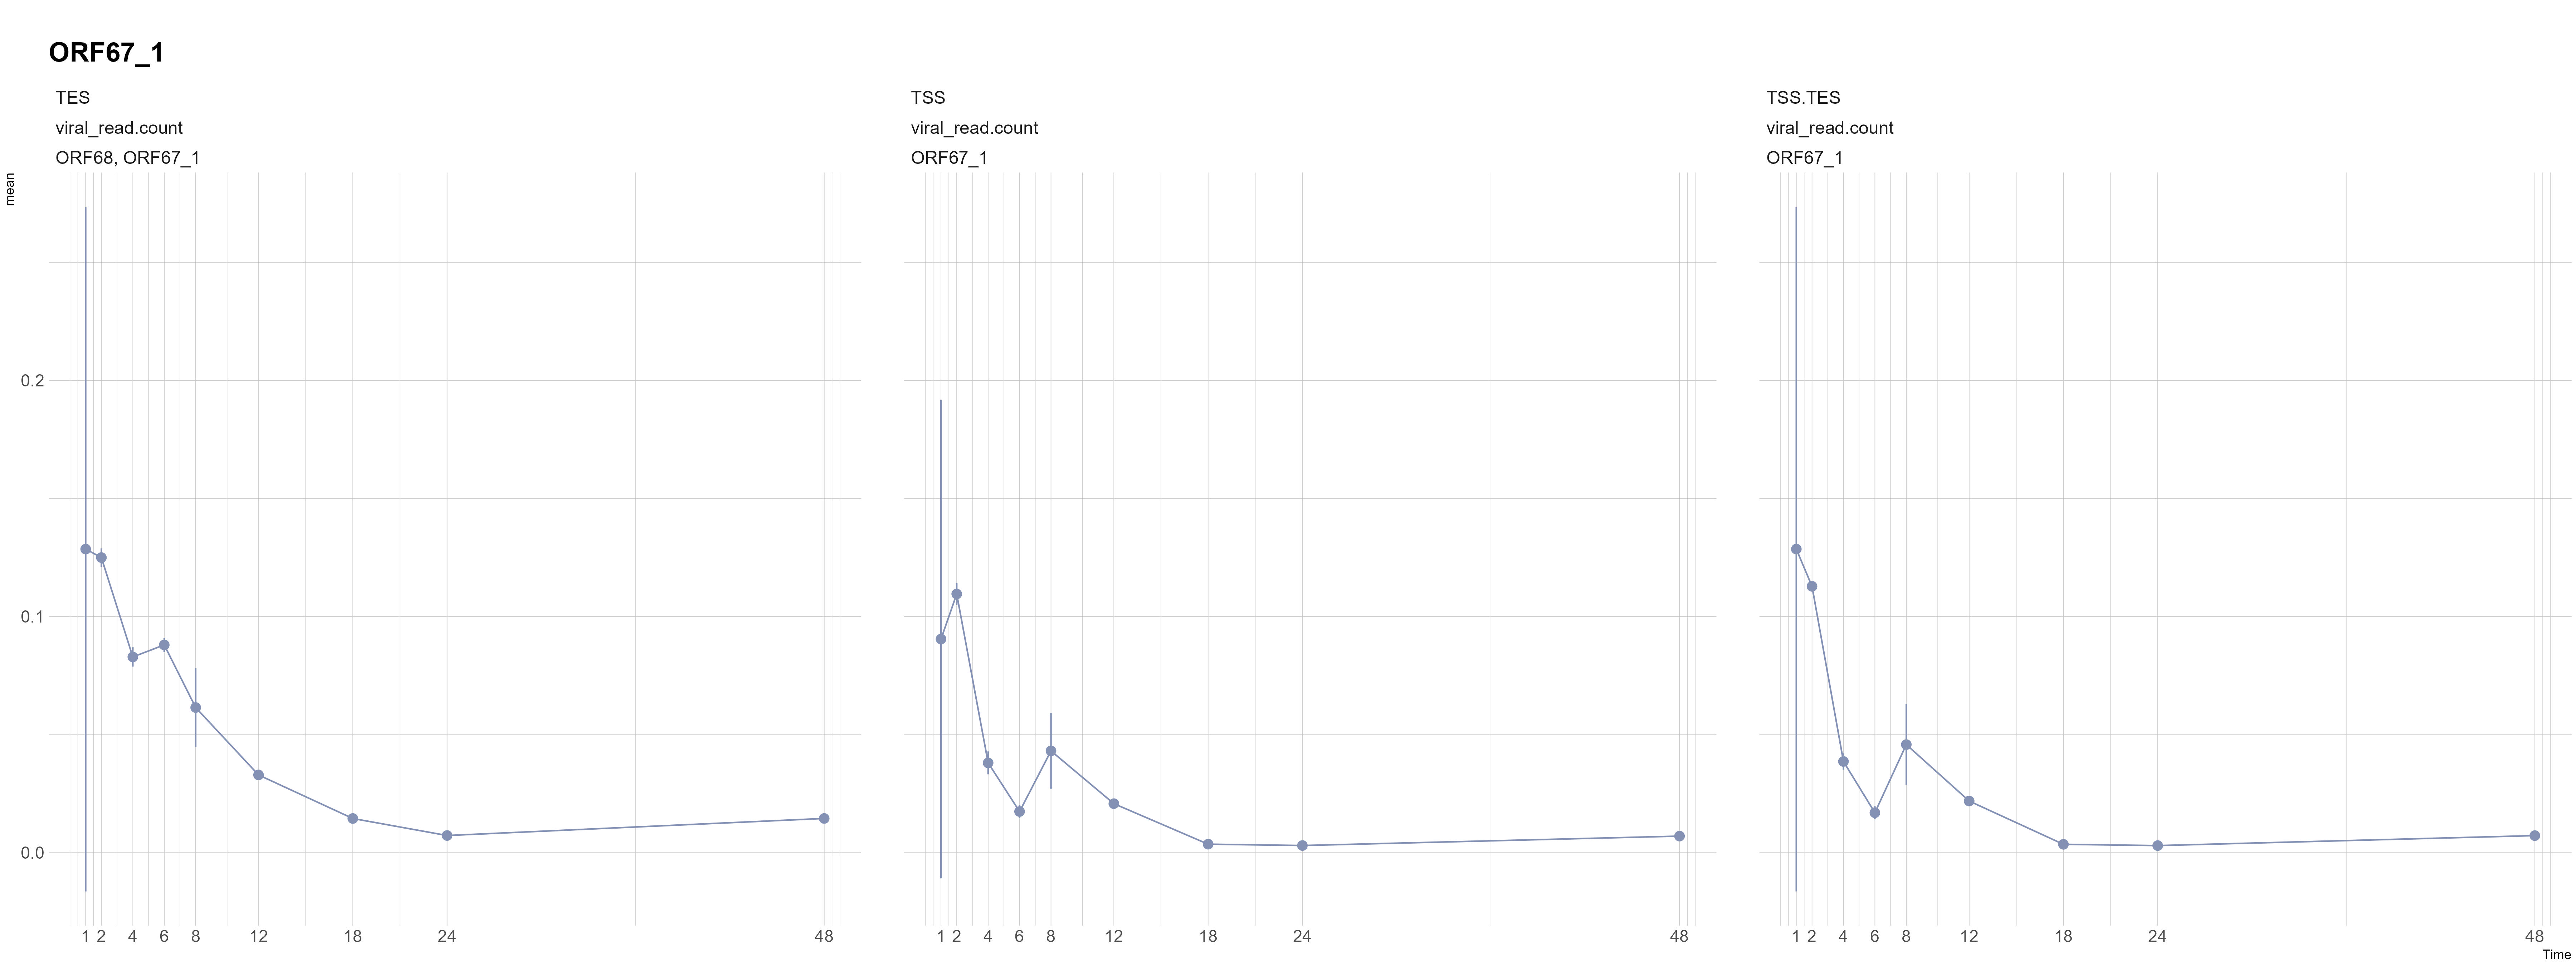 ORF67_1
TES
viral_read.count
ORF68, ORF67_1
TSS
viral_read.count
ORF67_1
TSS.TES
viral_read.count
ORF67_1
mean
0.2
0.1
0.0
1 2 4 6 8 12 18 24 48
1 2 4 6 8 12 18 24 48
1 2 4 6 8 12 18 24 48
Time